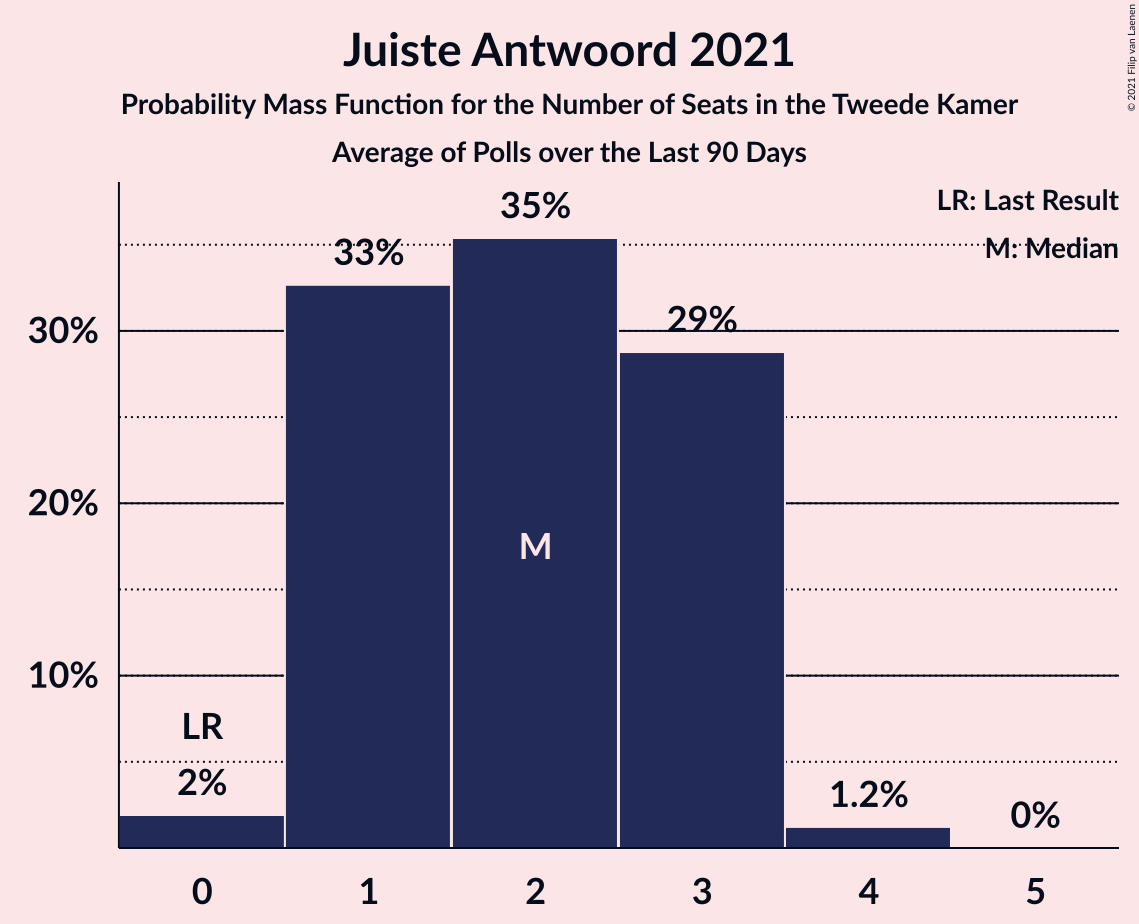 Juiste Antwoord 2021
Probability Mass Function for the Number of Seats in the Tweede Kamer
Average of Polls over the Last 90 Days
© 2021 Filip van Laenen
LR: Last Result
M: Median
35%
33%
29%
30%
20%
M
10%
LR
2%
1.2%
0%
0 1 2 3 4 5